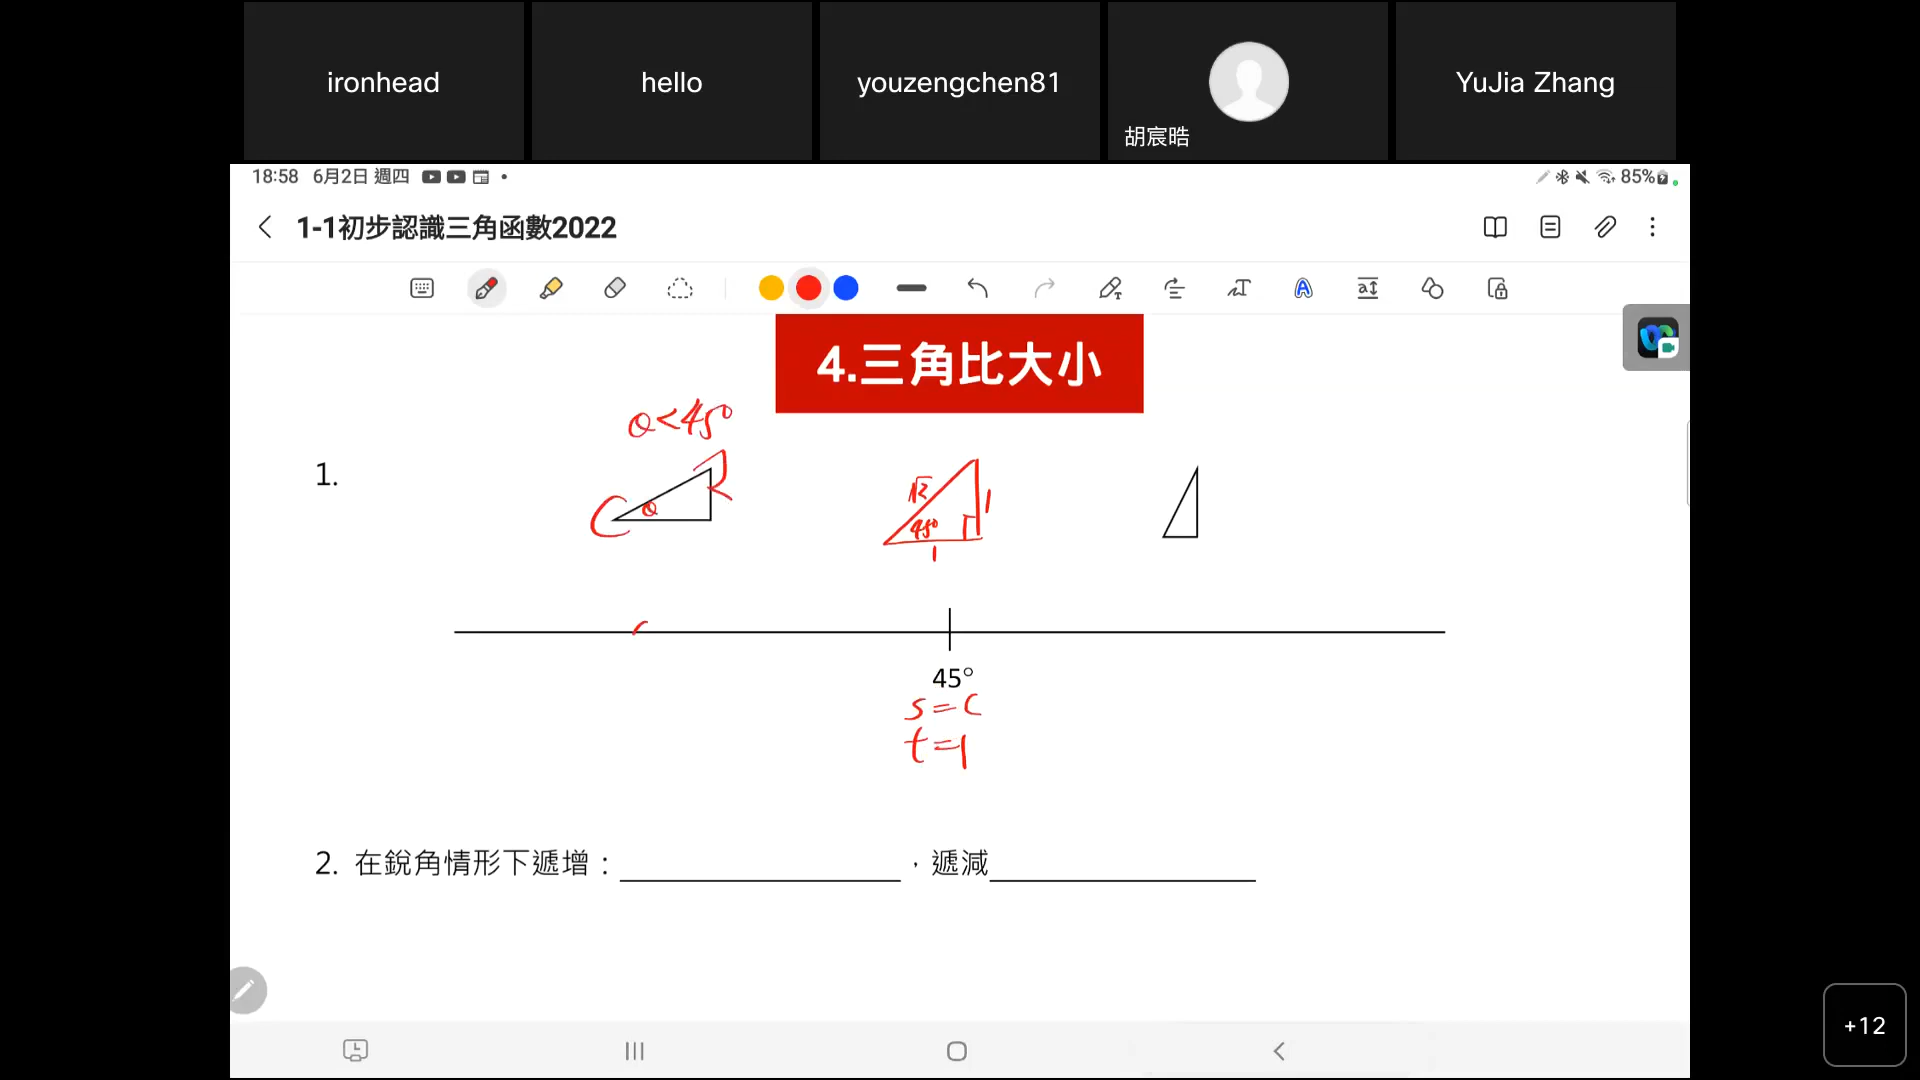 ironhead
hello
youzengchen81
胡宸晧
YuJia Zhang
18:58 6月2日 週四
85%
1-1初步認識三角函數2022
4.三角比大小
θ<45°
1.
θ
√2
45°
1
1
45°
s=c
t=1
2. 在銳角情形下遞增：，遞減
+12